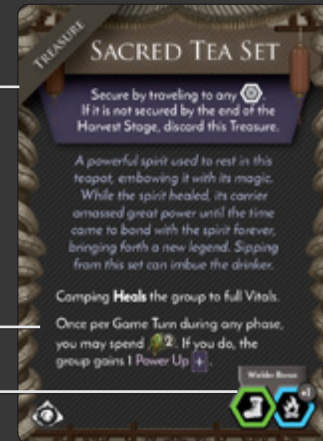 TREASURE
SACRED TEA SET
Secure by traveling to any
If it is not secured by the end of the
Harvest Stage, discard this Treasure.
A powerful spirit used to rest in this
teapot, embowing it with its magic.
While the spirit healed, its carrier
amassed great power until the time
came to bond with the spirit forever,
bringing forth a new legend. Sipping
from this set can imbue the drinker.
Camping Heals the group to full Vitals.
Once per Game Turn during any phase,
you may spend 2. If you do, the
group gains 1 Power Up +.
Wielder Bonus
+1